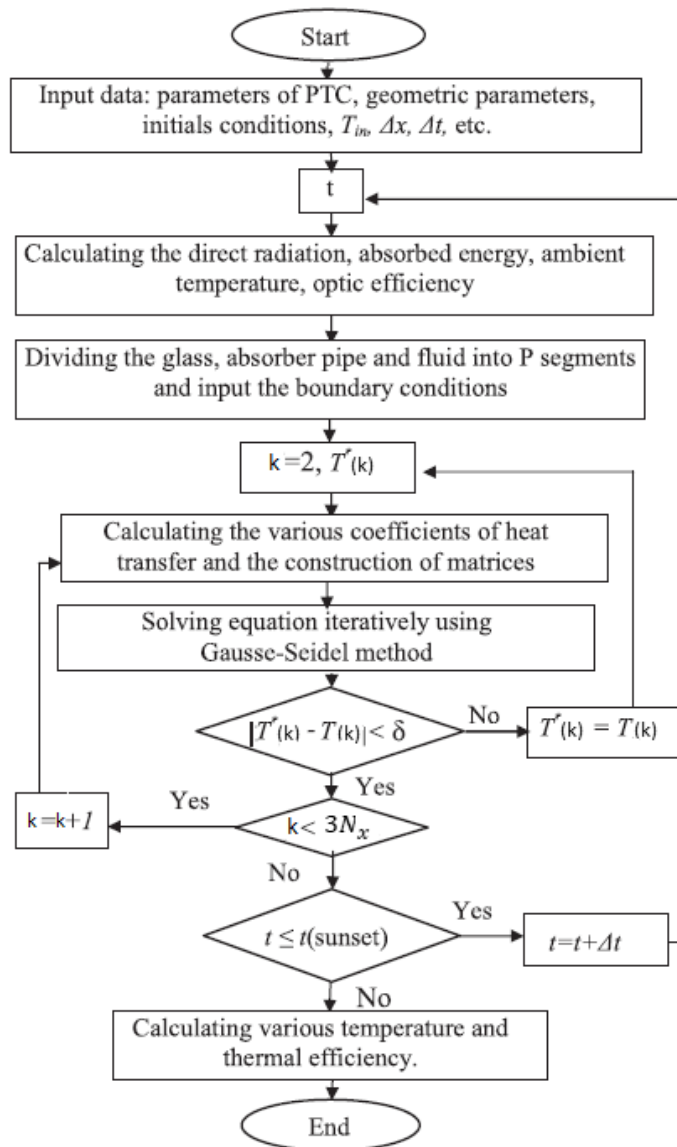 Start
Input data: parameters of PTC, geometric parameters,
initials conditions, T_in, Δx, Δt, etc.
t
Calculating the direct radiation, absorbed energy, ambient
temperature, optic efficiency
Dividing the glass, absorber pipe and fluid into P segments
and input the boundary conditions
k=2, T*(k)
Calculating the various coefficients of heat
transfer and the construction of matrices
Solving equation iteratively using
Gausse-Seidel method
|T*(k) - T(k)| < δ
No
T*(k) = T(k)
Yes
k < 3N_x
Yes
k=k+1
No
t ≤ t(sunset)
Yes
t=t+Δt
No
Calculating various temperature and
thermal efficiency.
End